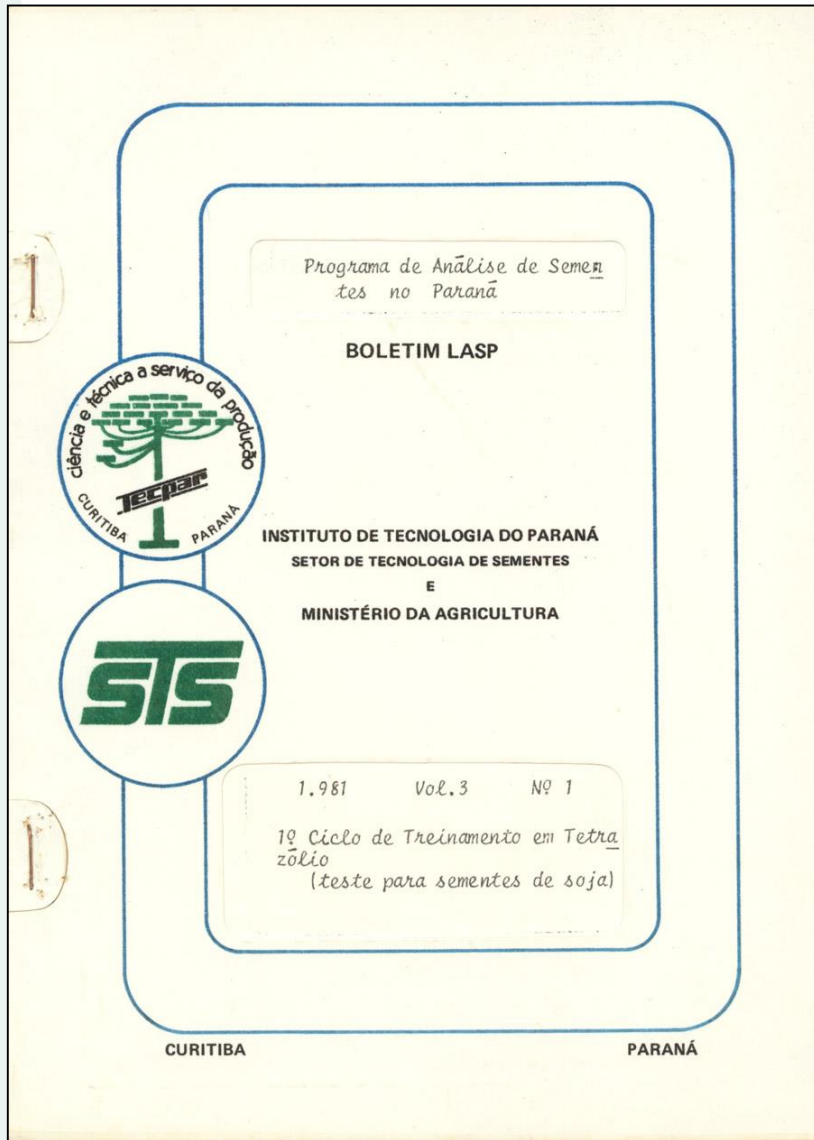 Programa de Análise de Semen
tes no Paraná
BOLETIM LASP
ciência e técnica a serviço da produção
Tecpar
CURITIBA PARANÁ
INSTITUTO DE TECNOLOGIA DO PARANÁ
SETOR DE TECNOLOGIA DE SEMENTES
E
MINISTÉRIO DA AGRICULTURA
STS
1.981 Vol.3 Nº 1
1º Ciclo de Treinamento em Tetra
zólio
(teste para sementes de soja)
CURITIBA PARANÁ